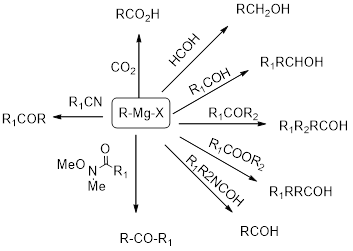 RCO₂H
RCH₂OH
HCOH
CO₂
R₁COH
R₁RCHOH
R₁CN
R-Mg-X
R₁COR
R₁COR₂
R₁R₂RCOH
R₁COOR₂
O
MeO
N
R₁
Me
R₁R2NCOH
R₁RRCOH
RCOH
R-CO-R₁